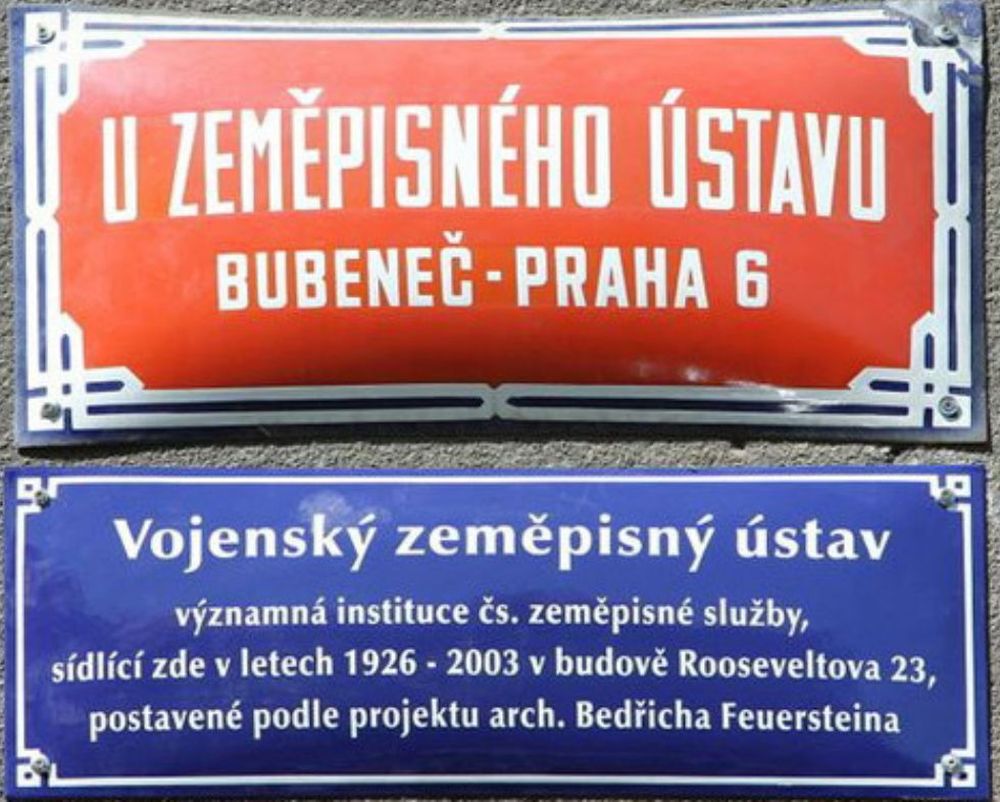 U ZEMĚPISNÉHO ÚSTAVU
BUBENEČ - PRAHA 6
Vojenský zeměpisný ústav
významná instituce čs. zeměpisné služby,
sídlící zde v letech 1926 - 2003 v budově Rooseveltova 23,
postavené podle projektu arch. Bedřicha Feuersteina